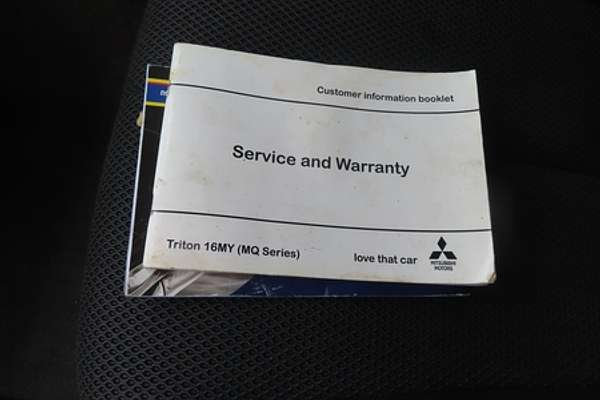 Customer information booklet
Service and Warranty
Triton 16MY (MQ Series)
love that car
MITSUBISHI
MOTORS